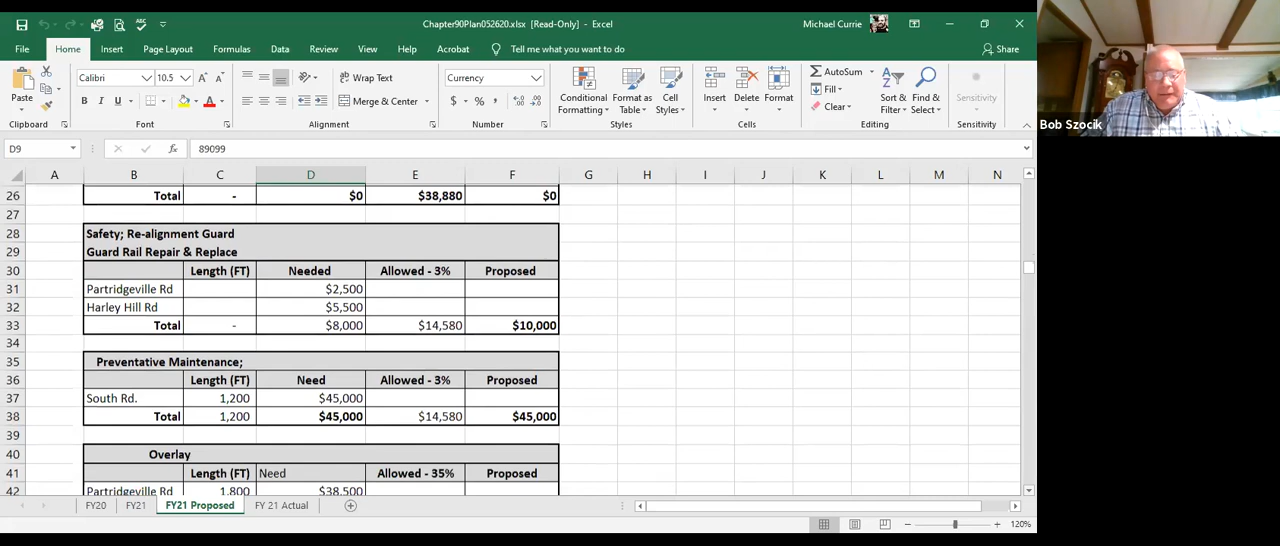 Chapter90Plan052620.xlsx [Read-Only] - Excel
Michael Currie
File Home Insert Page Layout Formulas Data Review View Help Acrobat Tell me what you want to do Share
Paste Calibri 10.5 Wrap Text Currency AutoSum
B I U Merge & Center $ % Fill
Conditional Formatting Format as Table Cell Styles Insert Delete Format Clear Sort & Filter Find & Select Sensitivity
Clipboard Font Alignment Number Styles Cells Editing Sensitivity
D9 fx 89099
A B C D E F G H I J K L M N
26 Total - $0 $38,880 $0
27
28 Safety; Re-alignment Guard
29 Guard Rail Repair & Replace
30 Length (FT) Needed Allowed - 3% Proposed
31 Partridgeville Rd $2,500
32 Harley Hill Rd $5,500
33 Total - $8,000 $14,580 $10,000
34
35 Preventative Maintenance;
36 Length (FT) Need Allowed - 3% Proposed
37 South Rd. 1,200 $45,000
38 Total 1,200 $45,000 $14,580 $45,000
39
40 Overlay
41 Length (FT) Need Allowed - 35% Proposed
42 Partridgeville Rd 1,800 $38,500
FY20 FY21 FY21 Proposed FY 21 Actual
120%
Bob Szocik